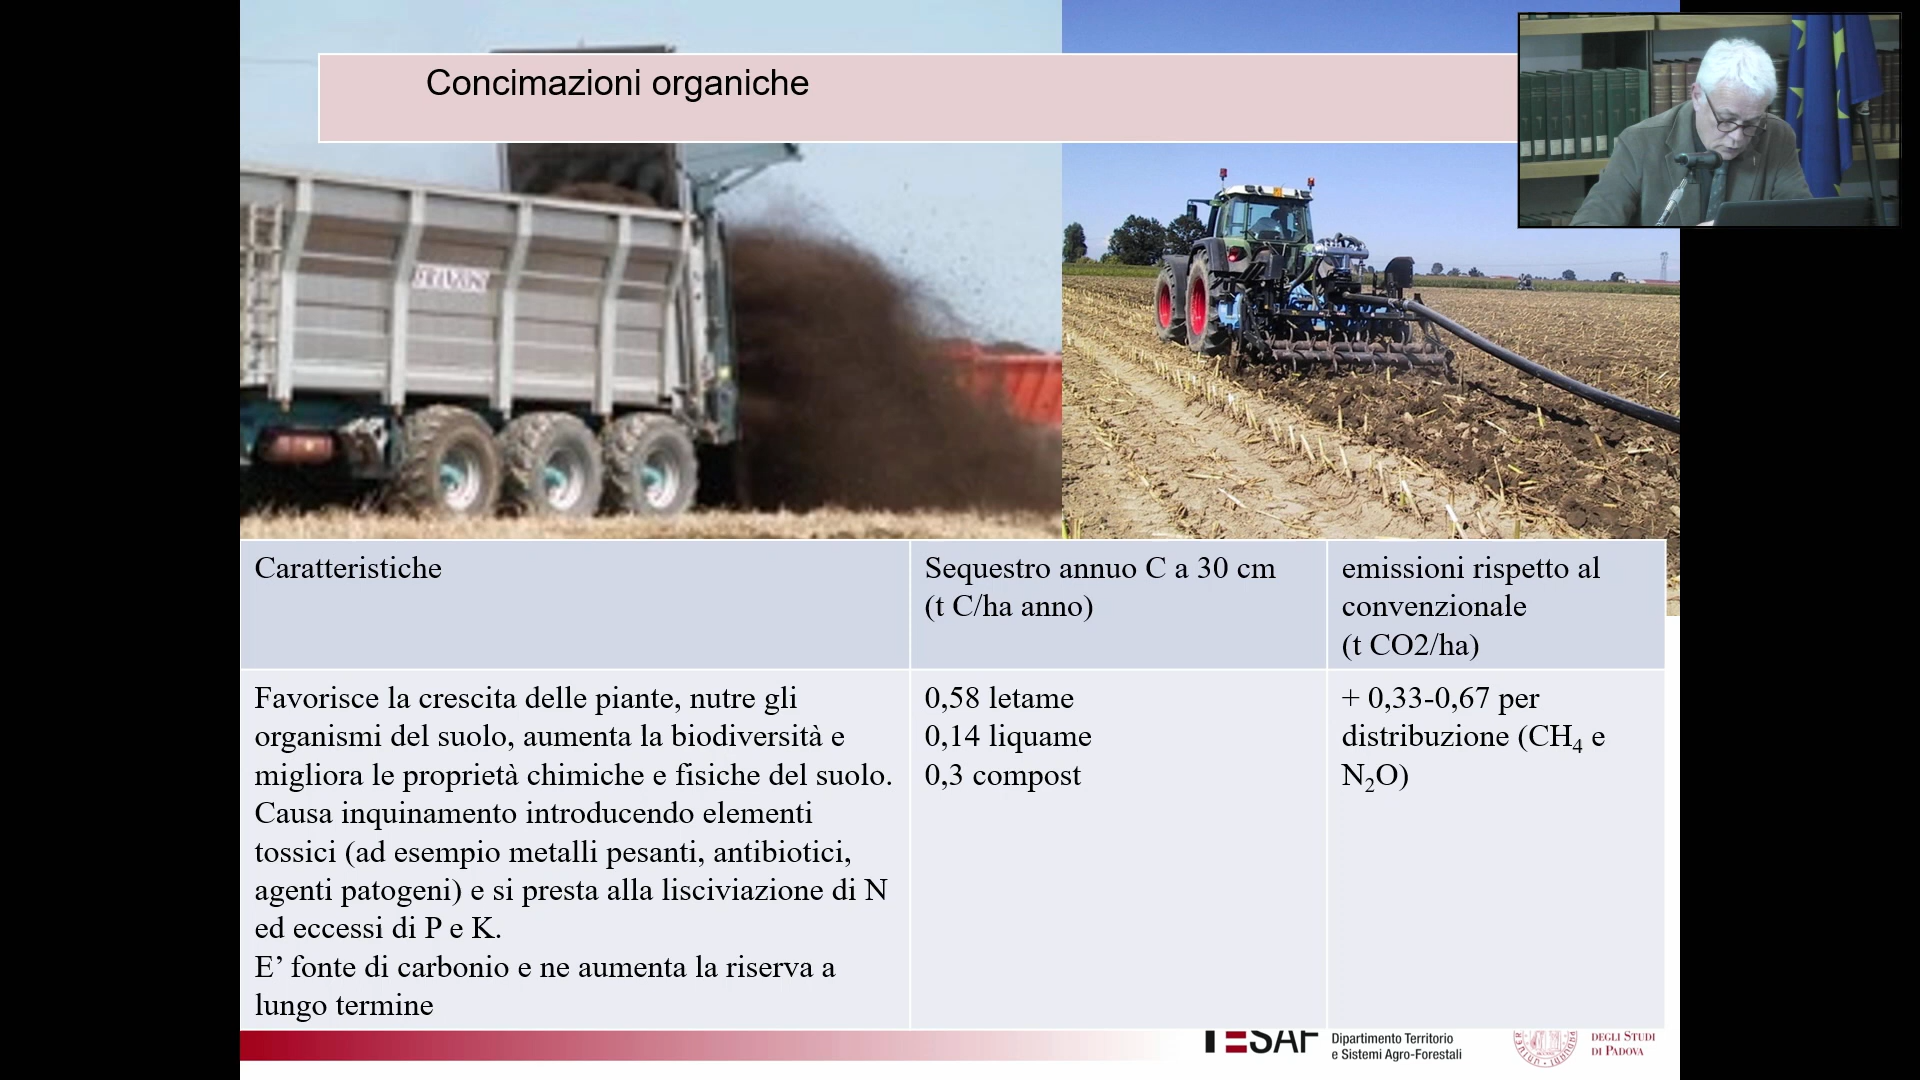 Concimazioni organiche
Caratteristiche
Sequestro annuo C a 30 cm
(t C/ha anno)
emissioni rispetto al
convenzionale
(t CO2/ha)
Favorisce la crescita delle piante, nutre gli
organismi del suolo, aumenta la biodiversità e
migliora le proprietà chimiche e fisiche del suolo.
Causa inquinamento introducendo elementi
tossici (ad esempio metalli pesanti, antibiotici,
agenti patogeni) e si presta alla lisciviazione di N
ed eccessi di P e K.
E’ fonte di carbonio e ne aumenta la riserva a
lungo termine
0,58 letame
0,14 liquame
0,3 compost
+ 0,33-0,67 per
distribuzione (CH₄ e
N₂O)
TESAF
Dipartimento Territorio
e Sistemi Agro-Forestali
DEGLI STUDI
DI PADOVA